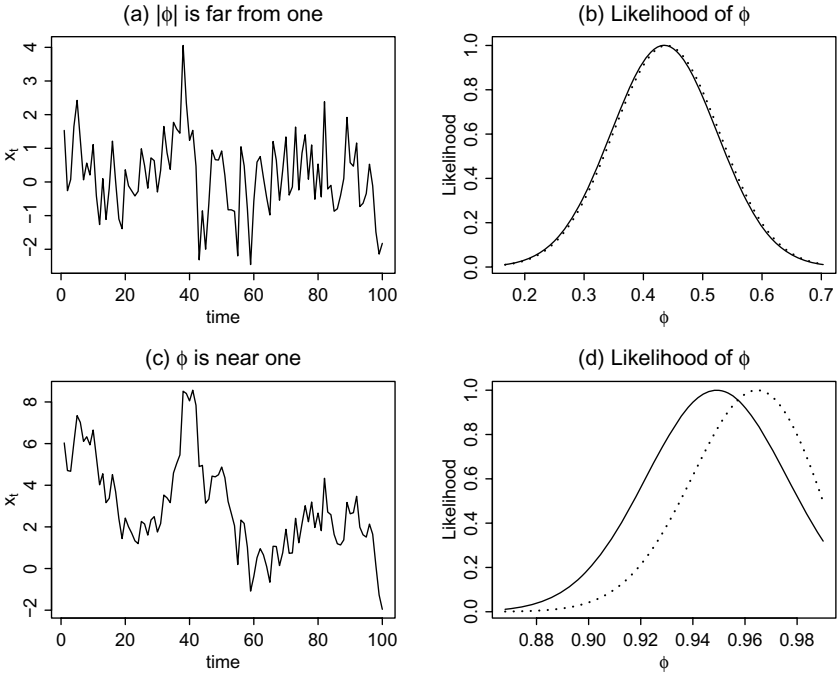 (a) |ϕ| is far from one
x_t
4
3
2
1
0
−1
−2
0 20 40 60 80 100
time
(b) Likelihood of ϕ
Likelihood
1.0
0.8
0.6
0.4
0.2
0.0
0.2 0.3 0.4 0.5 0.6 0.7
ϕ
(c) ϕ is near one
x_t
8
6
4
2
0
−2
0 20 40 60 80 100
time
(d) Likelihood of ϕ
Likelihood
1.0
0.8
0.6
0.4
0.2
0.0
0.88 0.90 0.92 0.94 0.96 0.98
ϕ